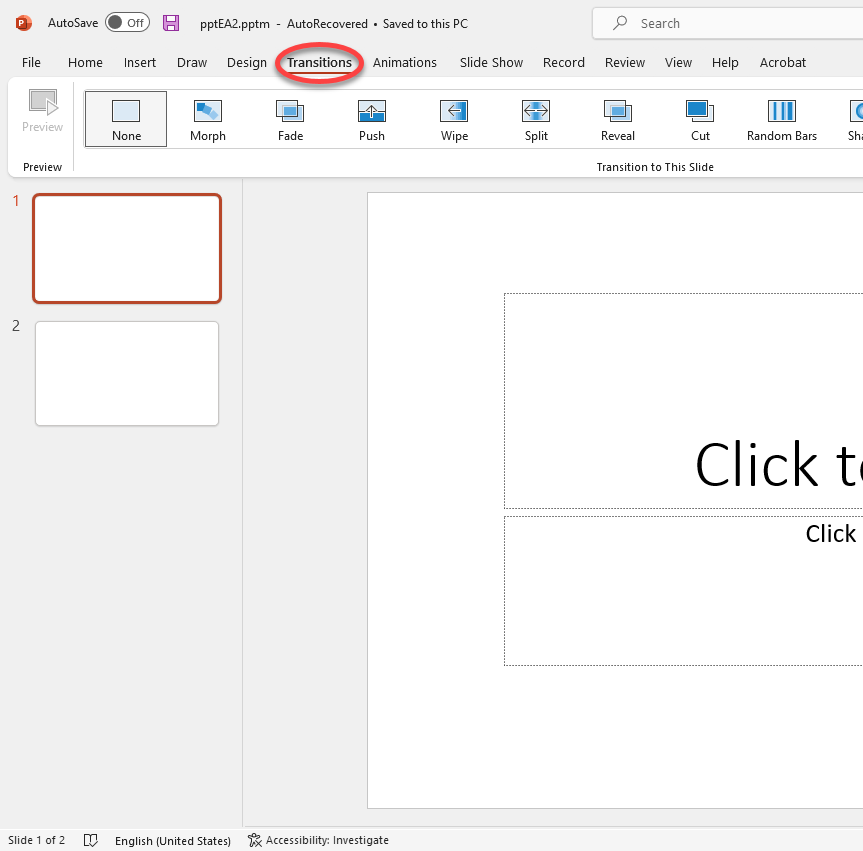 AutoSave Off pptEA2.pptm - AutoRecovered • Saved to this PC Search
File Home Insert Draw Design Transitions Animations Slide Show Record Review View Help Acrobat
Preview None Morph Fade Push Wipe Split Reveal Cut Random Bars Sha
Preview Transition to This Slide
1
2
Click to
Click
Slide 1 of 2 English (United States) Accessibility: Investigate